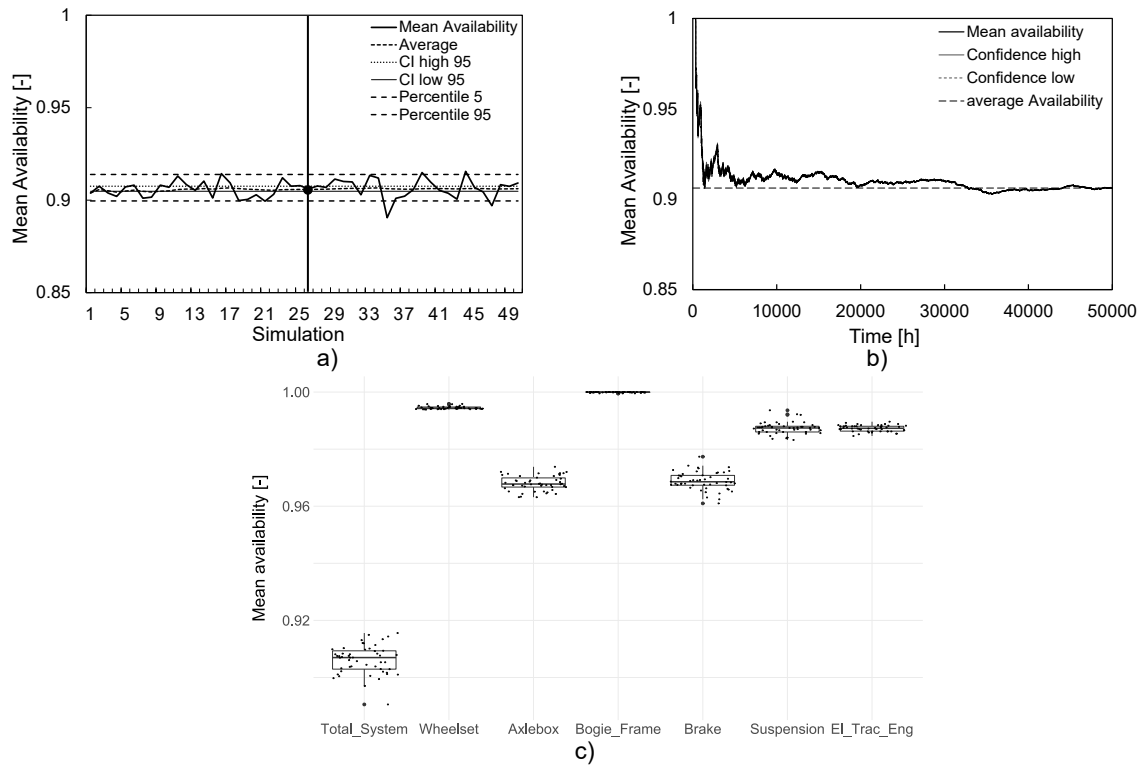 1
0.95
0.9
0.85
Mean Availability [-]
Mean Availability
Average
CI high 95
CI low 95
Percentile 5
Percentile 95
1 5 9 13 17 21 25 29 33 37 41 45 49
Simulation
a)
1
0.95
0.9
0.85
Mean Availability [-]
Mean availability
Confidence high
Confidence low
average Availability
0 10000 20000 30000 40000 50000
Time [h]
b)
1.00
0.96
0.92
Mean availability [-]
Total_System Wheelset Axlebox Bogie_Frame Brake Suspension El_Trac_Eng
c)